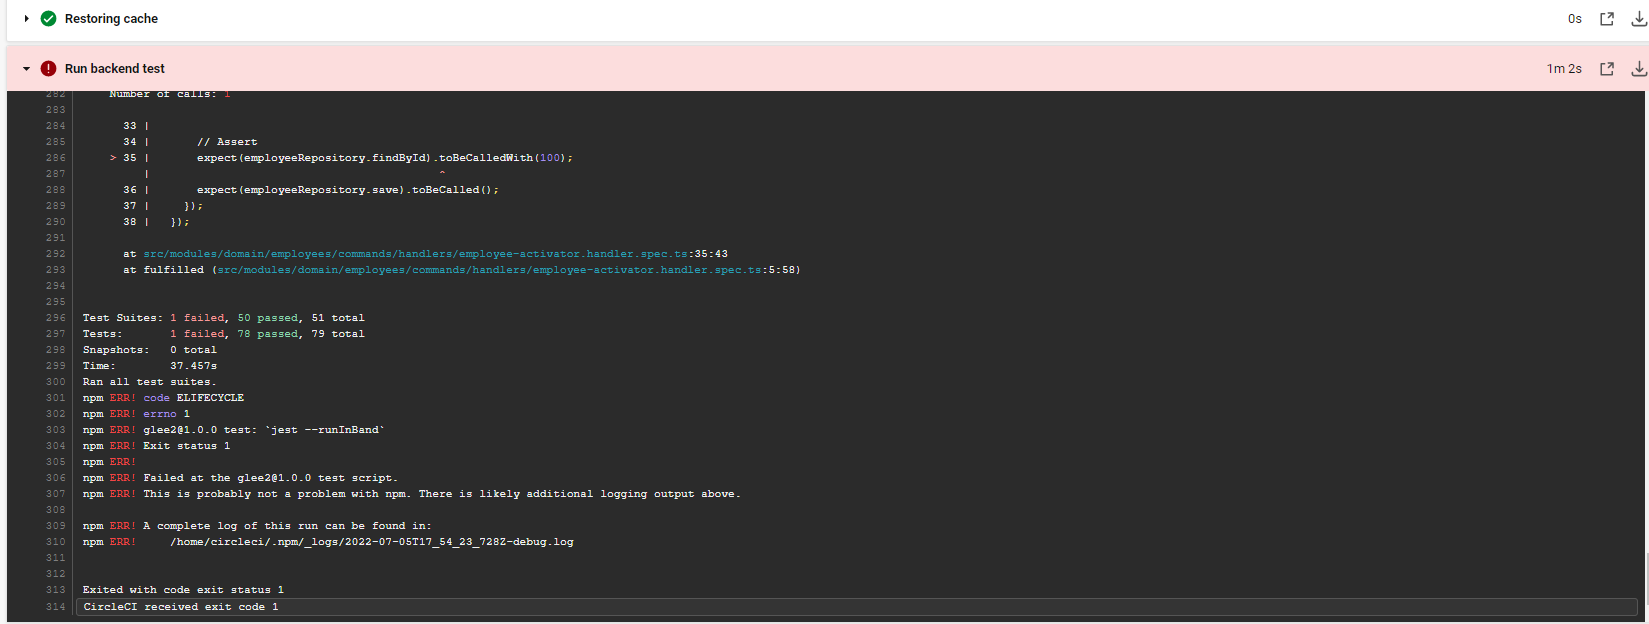 Restoring cache 0s
Run backend test 1m 2s
282 Number of calls: 1
283
284 33 |
285 34 | // Assert
286 > 35 | expect(employeeRepository.findById).toBeCalledWith(100);
287 | ^
288 36 | expect(employeeRepository.save).toBeCalled();
289 37 | });
290 38 | });
291
292 at src/modules/domain/employees/commands/handlers/employee-activator.handler.spec.ts:35:43
293 at fulfilled (src/modules/domain/employees/commands/handlers/employee-activator.handler.spec.ts:5:58)
294
295
296 Test Suites: 1 failed, 50 passed, 51 total
297 Tests: 1 failed, 78 passed, 79 total
298 Snapshots: 0 total
299 Time: 37.457s
300 Ran all test suites.
301 npm ERR! code ELIFECYCLE
302 npm ERR! errno 1
303 npm ERR! glee2@1.0.0 test: `jest --runInBand`
304 npm ERR! Exit status 1
305 npm ERR!
306 npm ERR! Failed at the glee2@1.0.0 test script.
307 npm ERR! This is probably not a problem with npm. There is likely additional logging output above.
308
309 npm ERR! A complete log of this run can be found in:
310 npm ERR! /home/circleci/.npm/_logs/2022-07-05T17_54_23_728Z-debug.log
311
312
313 Exited with code exit status 1
314 CircleCI received exit code 1